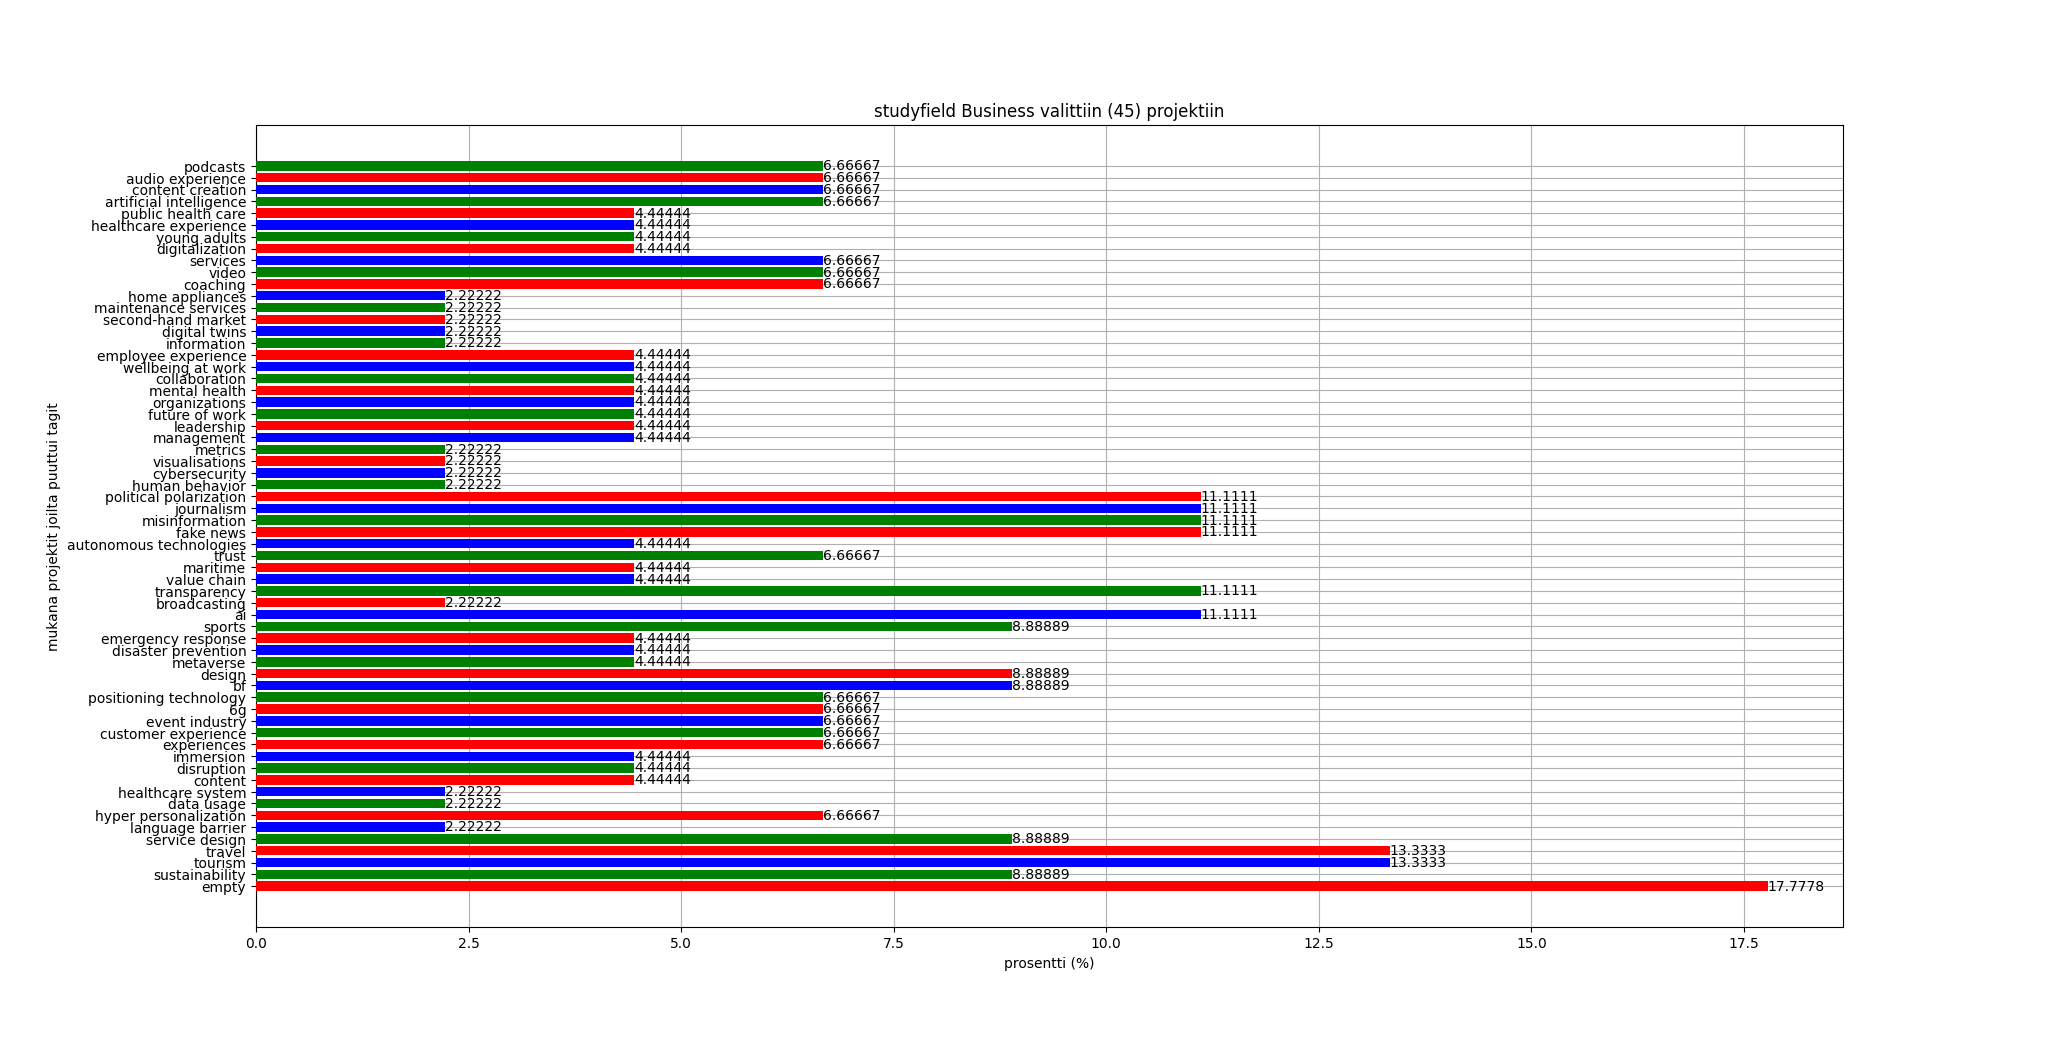 studyfield Business valittiin (45) projektiin
mukana projektit joilta puuttui tagit
podcasts 6.66667
audio experience 6.66667
content creation 6.66667
artificial intelligence 6.66667
public health care 4.44444
healthcare experience 4.44444
young adults 4.44444
digitalization 4.44444
services 6.66667
video 6.66667
coaching 6.66667
home appliances 2.22222
maintenance services 2.22222
second-hand market 2.22222
digital twins 2.22222
information 2.22222
employee experience 4.44444
wellbeing at work 4.44444
collaboration 4.44444
mental health 4.44444
organizations 4.44444
future of work 4.44444
leadership 4.44444
management 4.44444
metrics 2.22222
visualisations 2.22222
cybersecurity 2.22222
human behavior 2.22222
political polarization 11.1111
journalism 11.1111
misinformation 11.1111
fake news 11.1111
autonomous technologies 4.44444
trust 6.66667
maritime 4.44444
value chain 4.44444
transparency 11.1111
broadcasting 2.22222
ai 11.1111
sports 8.88889
emergency response 4.44444
disaster prevention 4.44444
metaverse 4.44444
design 8.88889
bf 8.88889
positioning technology 6.66667
6g 6.66667
event industry 6.66667
customer experience 6.66667
experiences 6.66667
immersion 4.44444
disruption 4.44444
content 4.44444
healthcare system 2.22222
data usage 2.22222
hyper personalization 6.66667
language barrier 2.22222
service design 8.88889
travel 13.3333
tourism 13.3333
sustainability 8.88889
empty 17.7778
0.0 2.5 5.0 7.5 10.0 12.5 15.0 17.5
prosentti (%)